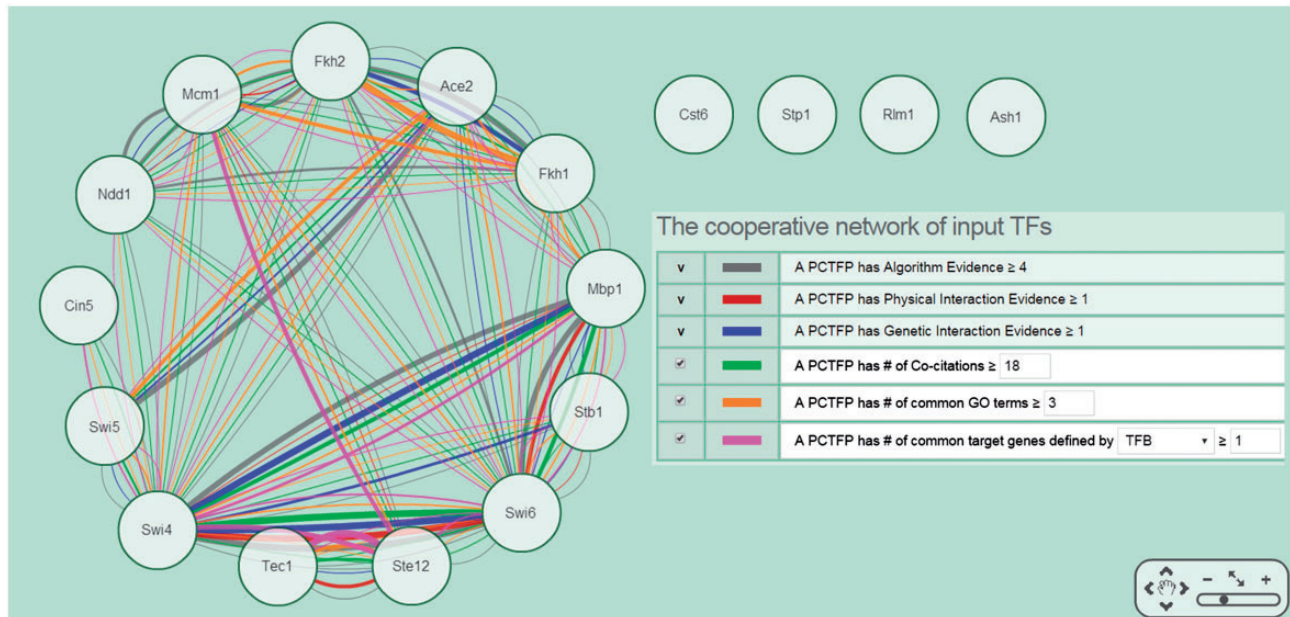 Fkh2
Ace2
Mcm1
Fkh1
Ndd1
Mbp1
Cin5
Stb1
Swi5
Swi6
Swi4
Tec1
Ste12
Cst6
Stp1
Rlm1
Ash1
The cooperative network of input TFs
v A PCTFP has Algorithm Evidence ≥ 4
v A PCTFP has Physical Interaction Evidence ≥ 1
v A PCTFP has Genetic Interaction Evidence ≥ 1
A PCTFP has # of Co-citations ≥ 18
A PCTFP has # of common GO terms ≥ 3
A PCTFP has # of common target genes defined by TFB ≥ 1